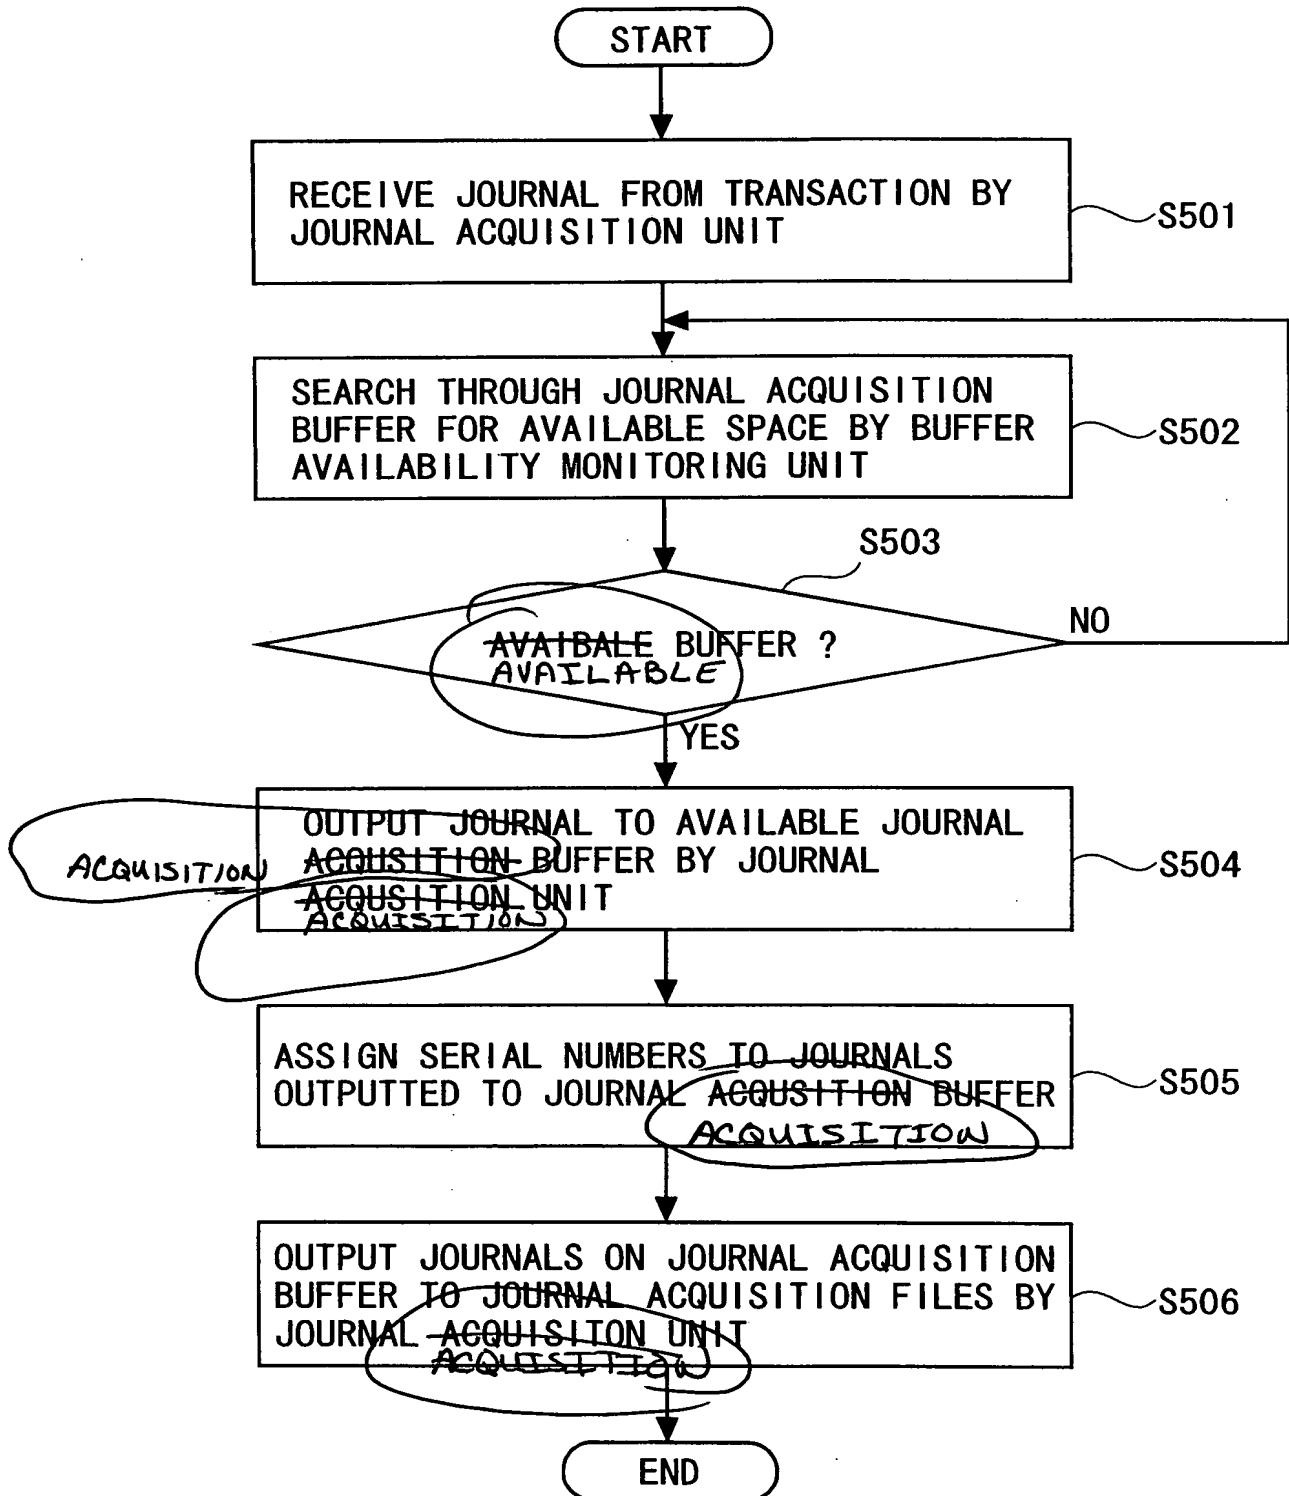 START
RECEIVE JOURNAL FROM TRANSACTION BY
JOURNAL ACQUISITION UNIT
S501
SEARCH THROUGH JOURNAL ACQUISITION
BUFFER FOR AVAILABLE SPACE BY BUFFER
AVAILABILITY MONITORING UNIT
S502
S503
AVAIBALE BUFFER ?
AVAILABLE
NO
YES
OUTPUT JOURNAL TO AVAILABLE JOURNAL
ACQUISITION ACQUSITION BUFFER BY JOURNAL
ACQUSITION UNIT
ACQUISITION
S504
ASSIGN SERIAL NUMBERS TO JOURNALS
OUTPUTTED TO JOURNAL ACQUSITION BUFFER
ACQUISITION
S505
OUTPUT JOURNALS ON JOURNAL ACQUISITION
BUFFER TO JOURNAL ACQUISITION FILES BY
JOURNAL ACQUISITON UNIT
ACQUISITION
S506
END